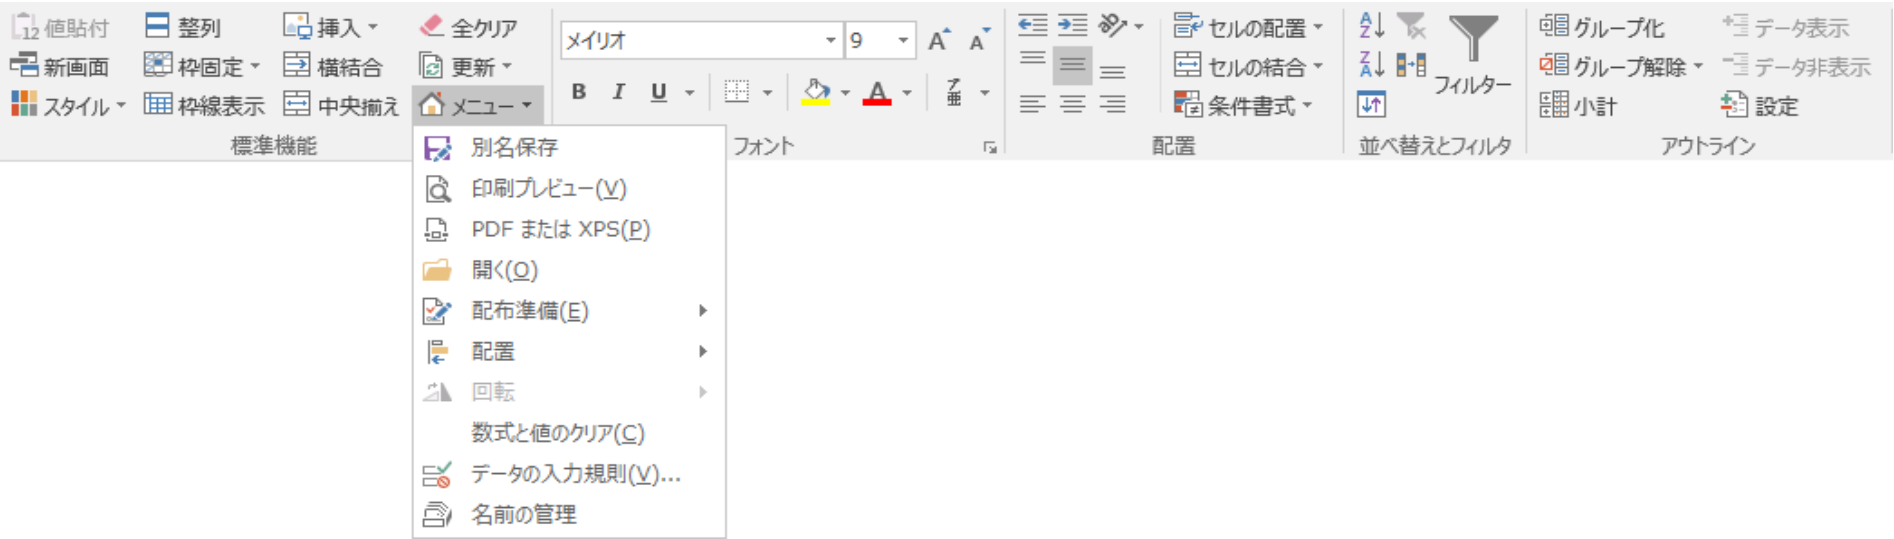 値貼付 整列 挿入 全クリア
新画面 枠固定 横結合 更新
スタイル 枠線表示 中央揃え メニュー
標準機能
メイリオ 9 A A
B I U A ア亜
フォント
セルの配置
セルの結合
条件書式
配置
フィルター
並べ替えとフィルタ
グループ化 データ表示
グループ解除 データ非表示
小計 設定
アウトライン
別名保存
印刷プレビュー(V)
PDF または XPS(P)
開く(O)
配布準備(E)
配置
回転
数式と値のクリア(C)
データの入力規則(V)...
名前の管理